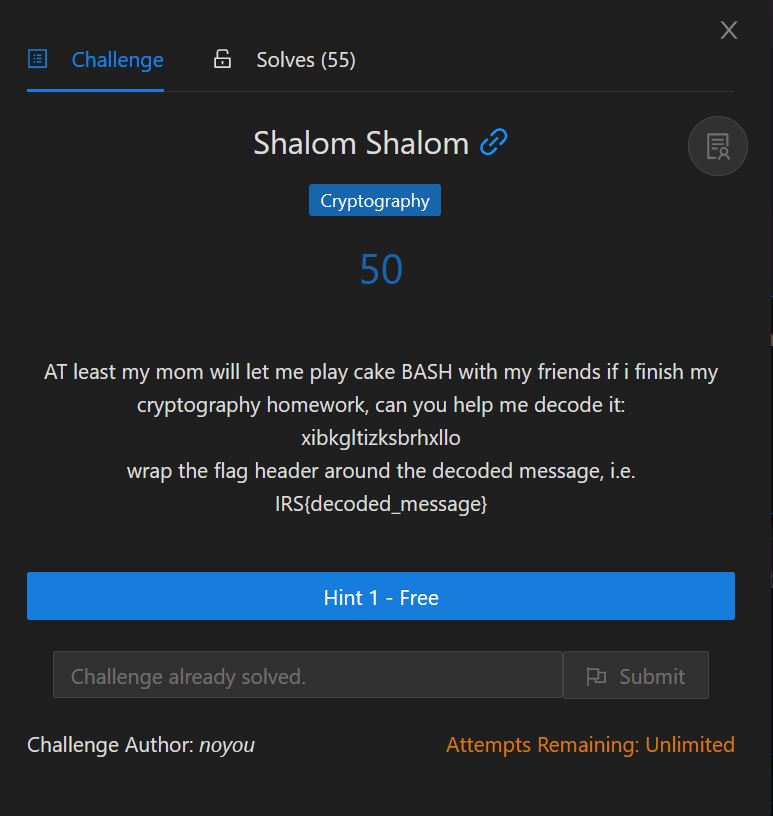 Challenge
Solves (55)
Shalom Shalom
Cryptography
50
AT least my mom will let me play cake BASH with my friends if i finish my
cryptography homework, can you help me decode it:
xibkgltizksbrhxllo
wrap the flag header around the decoded message, i.e.
IRS{decoded_message}
Hint 1 - Free
Challenge already solved.
Submit
Challenge Author: noyou
Attempts Remaining: Unlimited